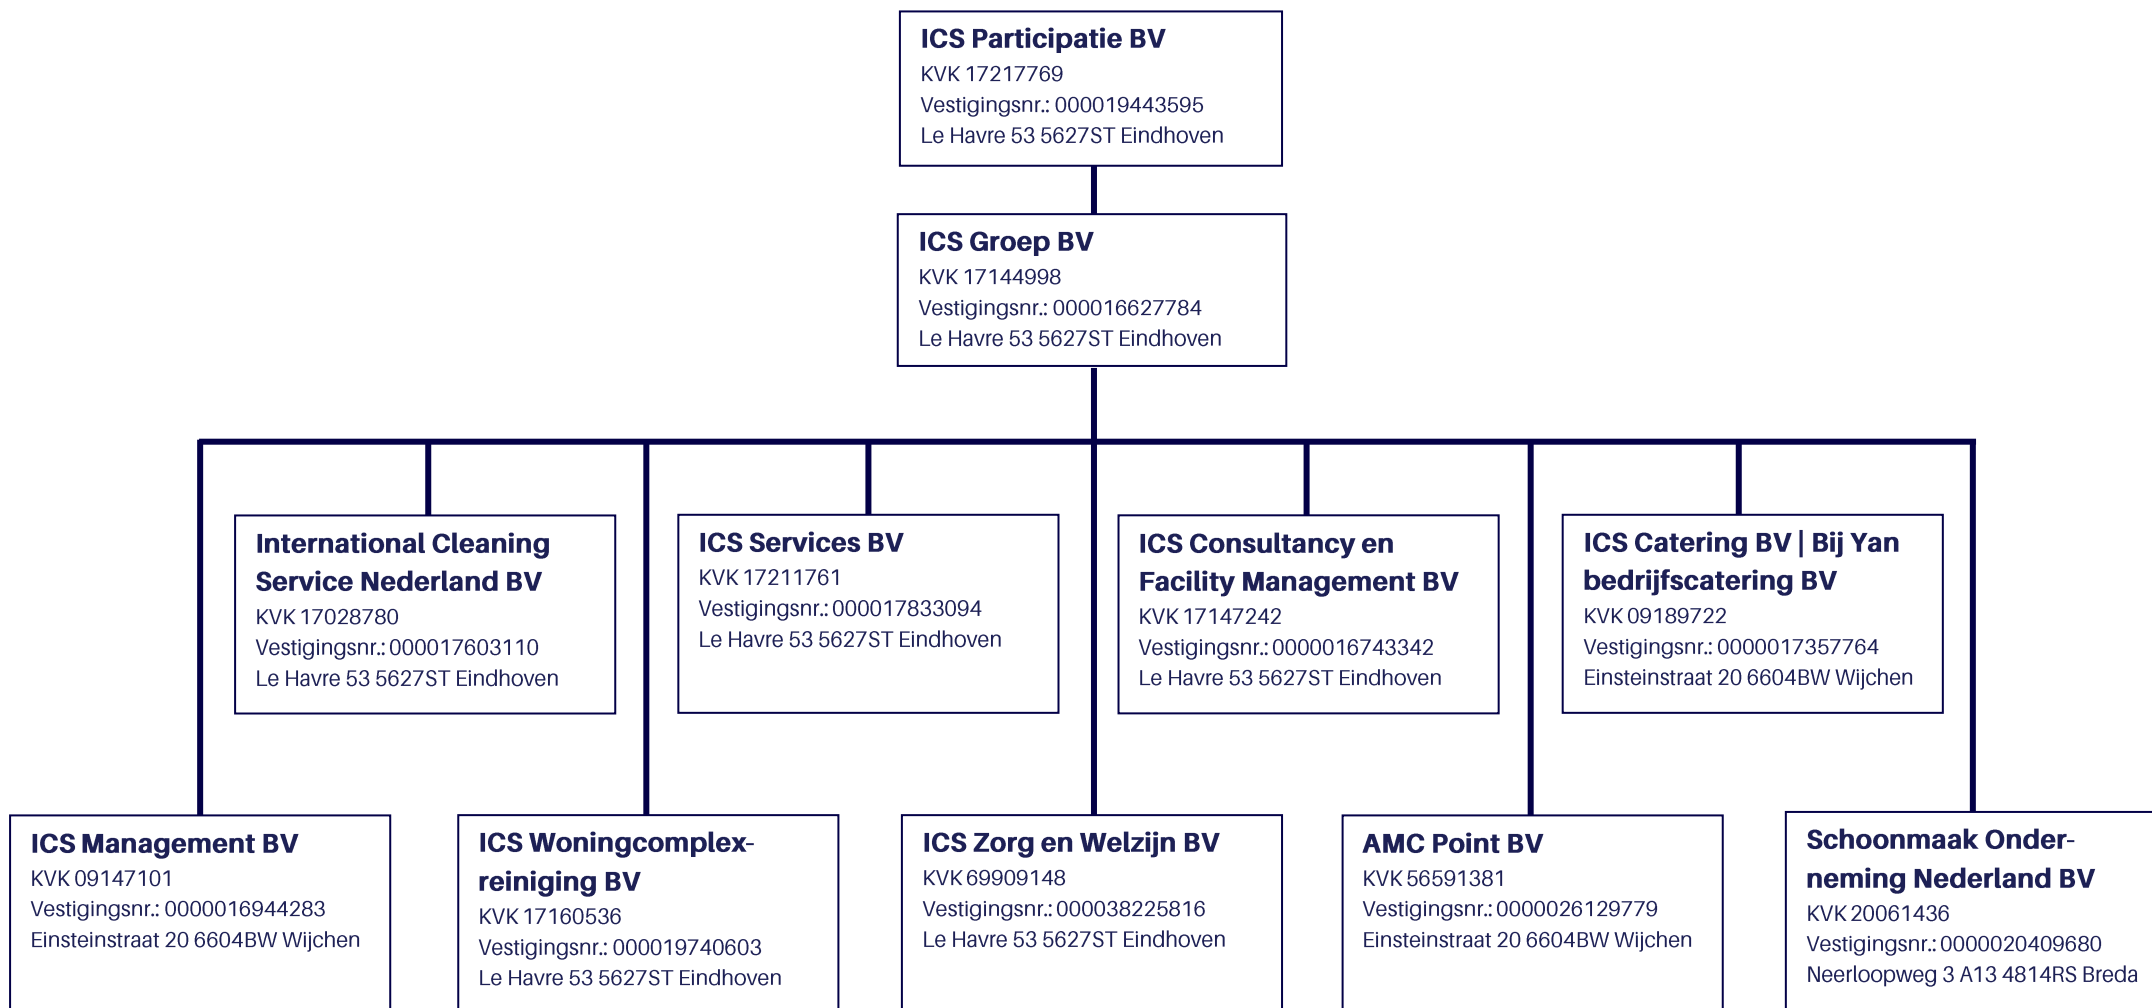 ICS Participatie BV
KVK 17217769
Vestigingsnr.: 000019443595
Le Havre 53 5627ST Eindhoven
ICS Groep BV
KVK 17144998
Vestigingsnr.: 000016627784
Le Havre 53 5627ST Eindhoven
International Cleaning
Service Nederland BV
KVK 17028780
Vestigingsnr.: 000017603110
Le Havre 53 5627ST Eindhoven
ICS Services BV
KVK 17211761
Vestigingsnr.: 000017833094
Le Havre 53 5627ST Eindhoven
ICS Consultancy en
Facility Management BV
KVK 17147242
Vestigingsnr.: 0000016743342
Le Havre 53 5627ST Eindhoven
ICS Catering BV | Bij Yan
bedrijfscatering BV
KVK 09189722
Vestigingsnr.: 0000017357764
Einsteinstraat 20 6604BW Wijchen
ICS Management BV
KVK 09147101
Vestigingsnr.: 0000016944283
Einsteinstraat 20 6604BW Wijchen
ICS Woningcomplex-
reiniging BV
KVK 17160536
Vestigingsnr.: 000019740603
Le Havre 53 5627ST Eindhoven
ICS Zorg en Welzijn BV
KVK 69909148
Vestigingsnr.: 000038225816
Le Havre 53 5627ST Eindhoven
AMC Point BV
KVK 56591381
Vestigingsnr.: 0000026129779
Einsteinstraat 20 6604BW Wijchen
Schoonmaak Onder-
neming Nederland BV
KVK 20061436
Vestigingsnr.: 0000020409680
Neerloopweg 3 A13 4814RS Breda